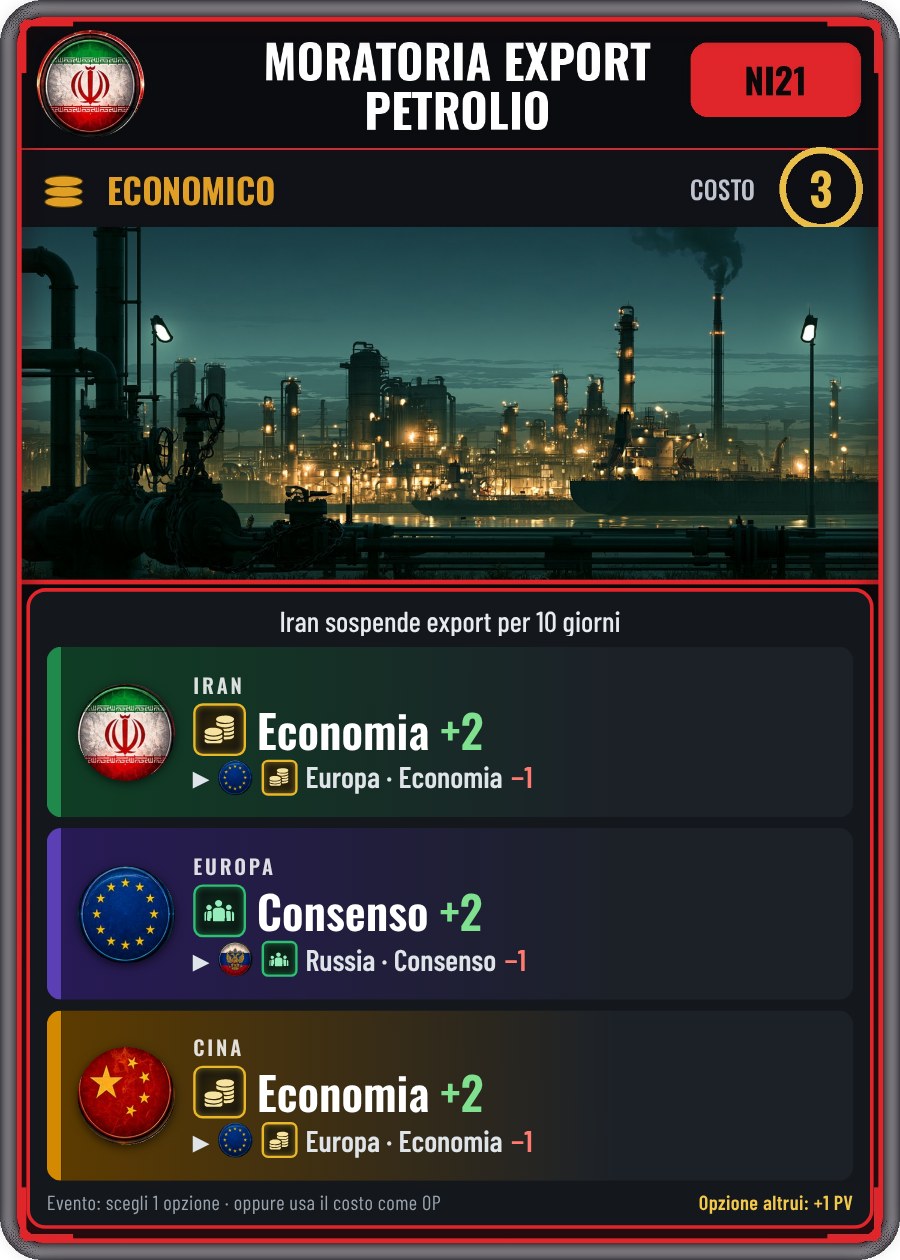 MORATORIA EXPORT
PETROLIO
NI21
ECONOMICO
COSTO
3
Iran sospende export per 10 giorni
IRAN
Economia +2
▶ Europa · Economia −1
EUROPA
Consenso +2
▶ Russia · Consenso −1
CINA
Economia +2
▶ Europa · Economia −1
Evento: scegli 1 opzione · oppure usa il costo come OP
Opzione altrui: +1 PV